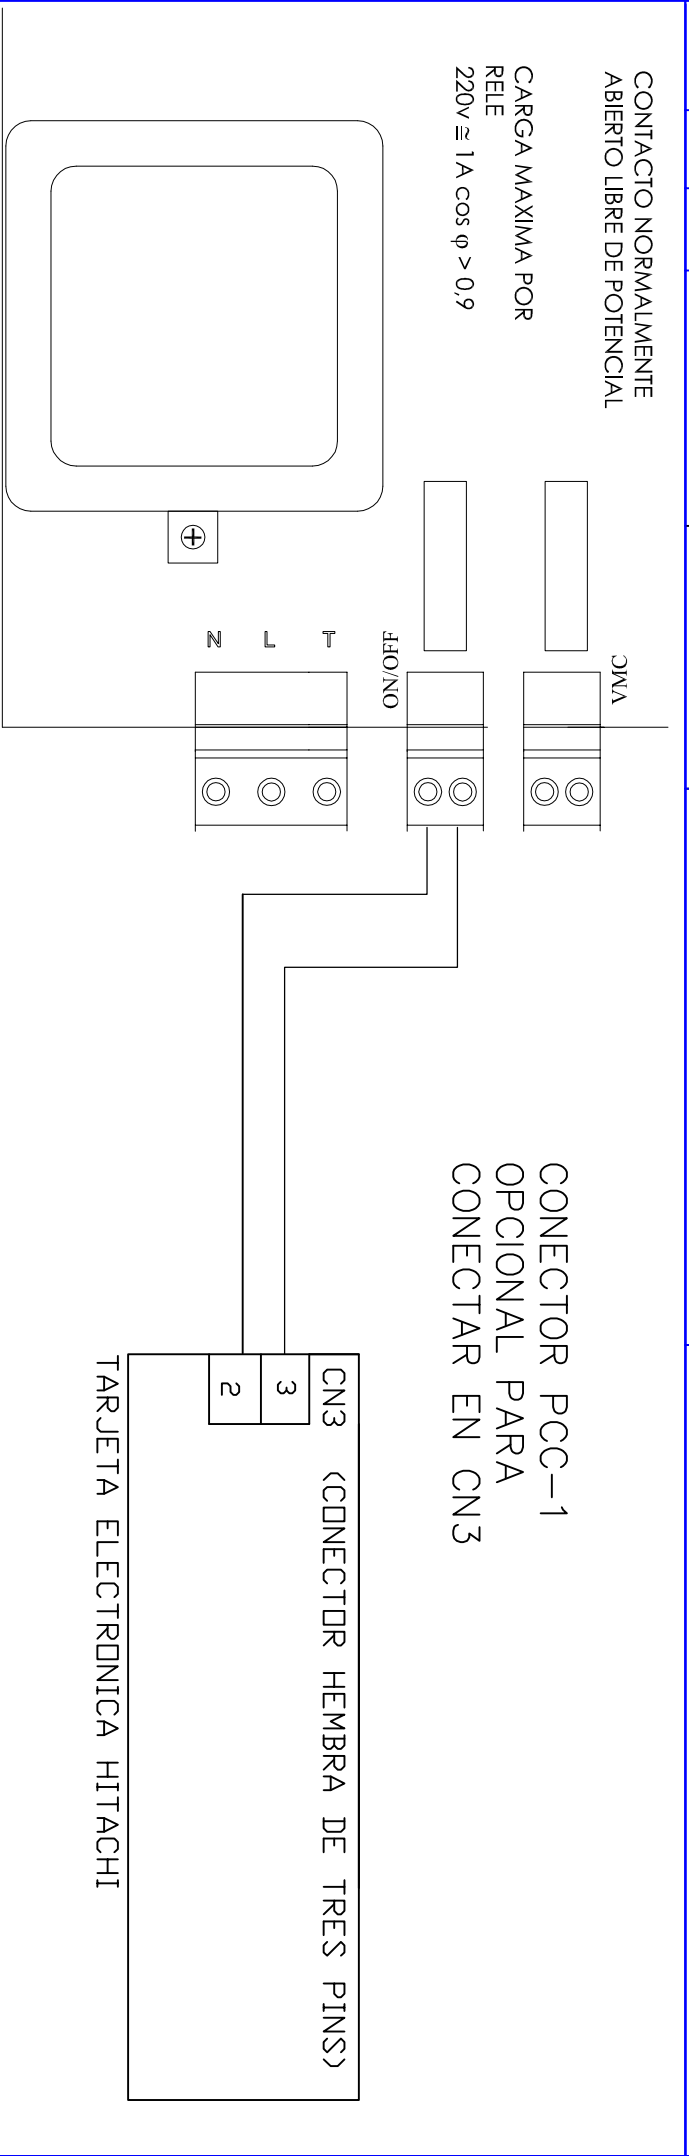 CONTACTO NORMALMENTE
ABIERTO LIBRE DE POTENCIAL
CARGA MAXIMA POR
RELE
220v ≅ 1A cos φ > 0,9
VMC
ON/OFF
T
L
N
CONECTOR PCC-1
OPCIONAL PARA
CONECTAR EN CN3
CN3 (CONECTOR HEMBRA DE TRES PINS)
3
2
TARJETA ELECTRONICA HITACHI